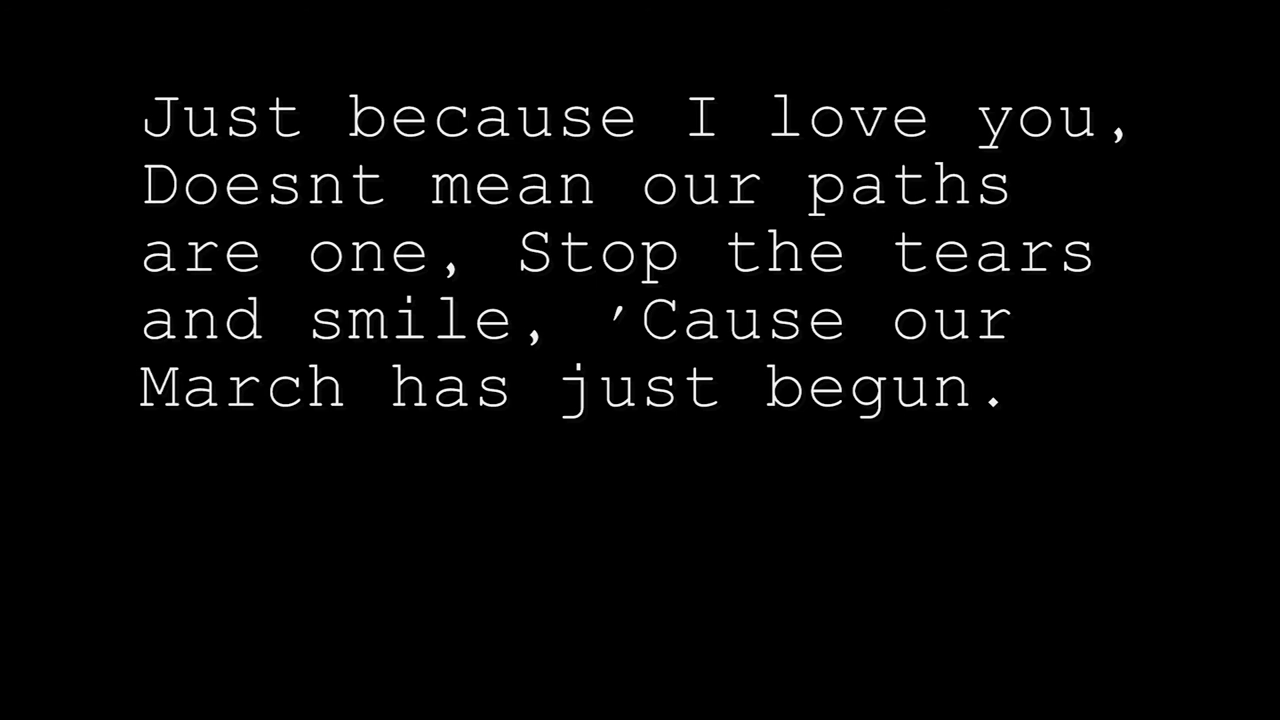 Just because I love you,
Doesnt mean our paths
are one, Stop the tears
and smile, ’Cause our
March has just begun.